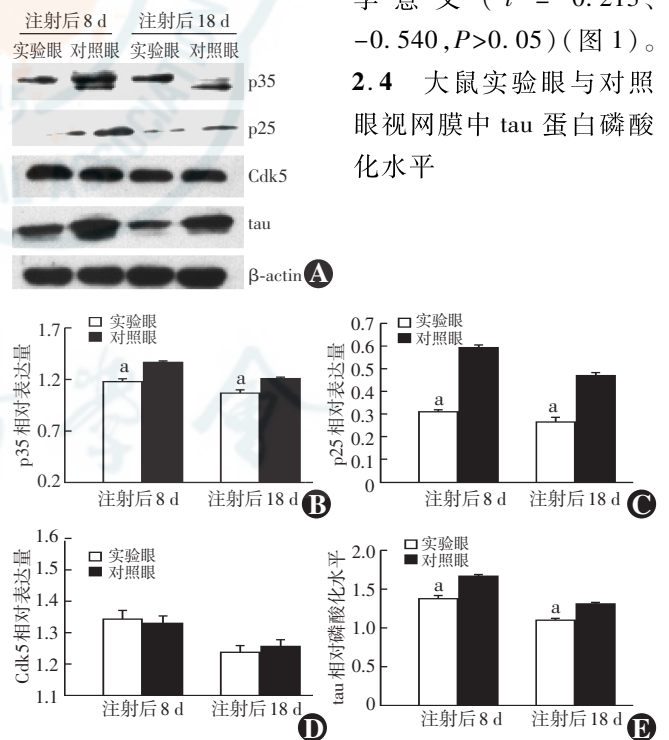 学意义(t = 0.213、
-0.540,P>0.05)(图1)。
2.4 大鼠实验眼与对照
眼视网膜中 tau 蛋白磷酸
化水平
注射后8 d 注射后18 d
实验眼 对照眼 实验眼 对照眼
p35
p25
Cdk5
tau
β-actin A
p35相对表达量
1.7
1.2
0.7
0.2
实验眼
对照眼
a
a
注射后8 d 注射后18 d B
p25相对表达量
0.7
0.6
0.5
0.4
0.3
0.2
0.1
0
实验眼
对照眼
a
a
注射后8 d 注射后18 d C
Cdk5相对表达量
1.6
1.5
1.4
1.3
1.2
1.1
实验眼
对照眼
注射后8 d 注射后18 d D
tau相对磷酸化水平
2.0
1.5
1.0
0.5
0
实验眼
对照眼
a
a
注射后8 d 注射后18 d E